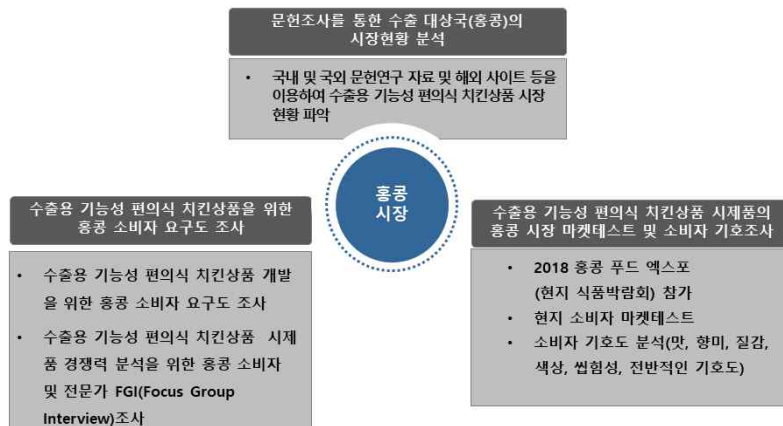 문헌조사를 통한 수출 대상국(홍콩)의
시장현황 분석
• 국내 및 국외 문헌연구 자료 및 해외 사이트 등을
이용하여 수출용 기능성 편의식 치킨상품 시장
현황 파악
홍콩
시장
수출용 기능성 편의식 치킨상품을 위한
홍콩 소비자 요구도 조사
• 수출용 기능성 편의식 치킨상품 개발
을 위한 홍콩 소비자 요구도 조사
• 수출용 기능성 편의식 치킨상품 시제
품 경쟁력 분석을 위한 홍콩 소비자
및 전문가 FGI(Focus Group
Interview)조사
수출용 기능성 편의식 치킨상품 시제품의
홍콩 시장 마켓테스트 및 소비자 기호조사
• 2018 홍콩 푸드 엑스포
(현지 식품박람회) 참가
• 현지 소비자 마켓테스트
• 소비자 기호도 분석(맛, 향미, 질감,
색상, 씹힘성, 전반적인 기호도)